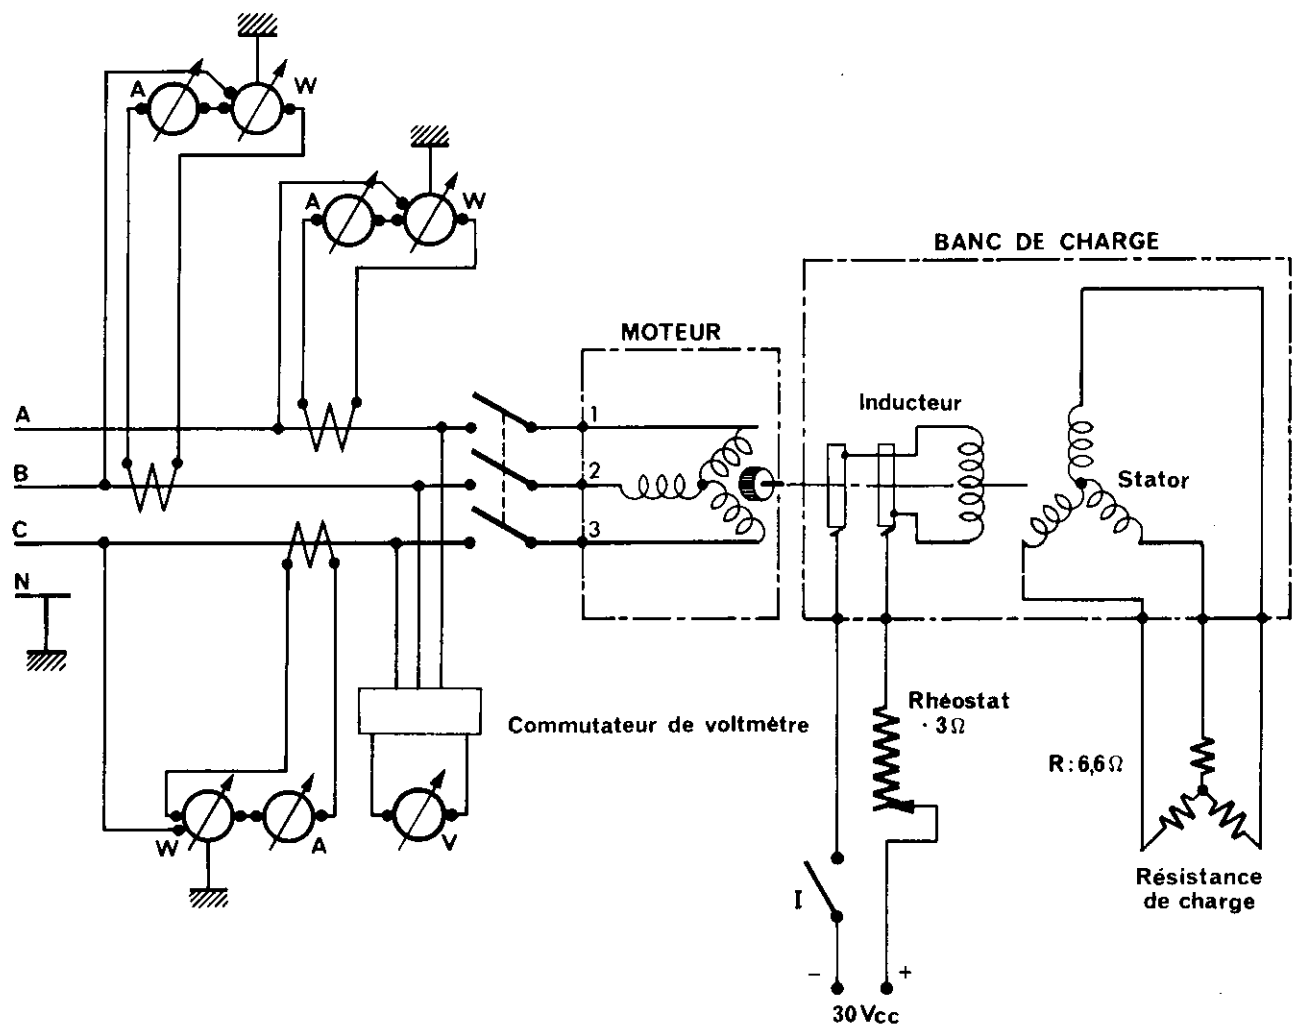 A
W
A
W
BANC DE CHARGE
MOTEUR
A
1
Inducteur
B
2
Stator
C
3
N
Rhéostat
3Ω
Commutateur de voltmètre
R : 6,6Ω
W
A
V
Résistance
de charge
I
−
+
30 Vcc